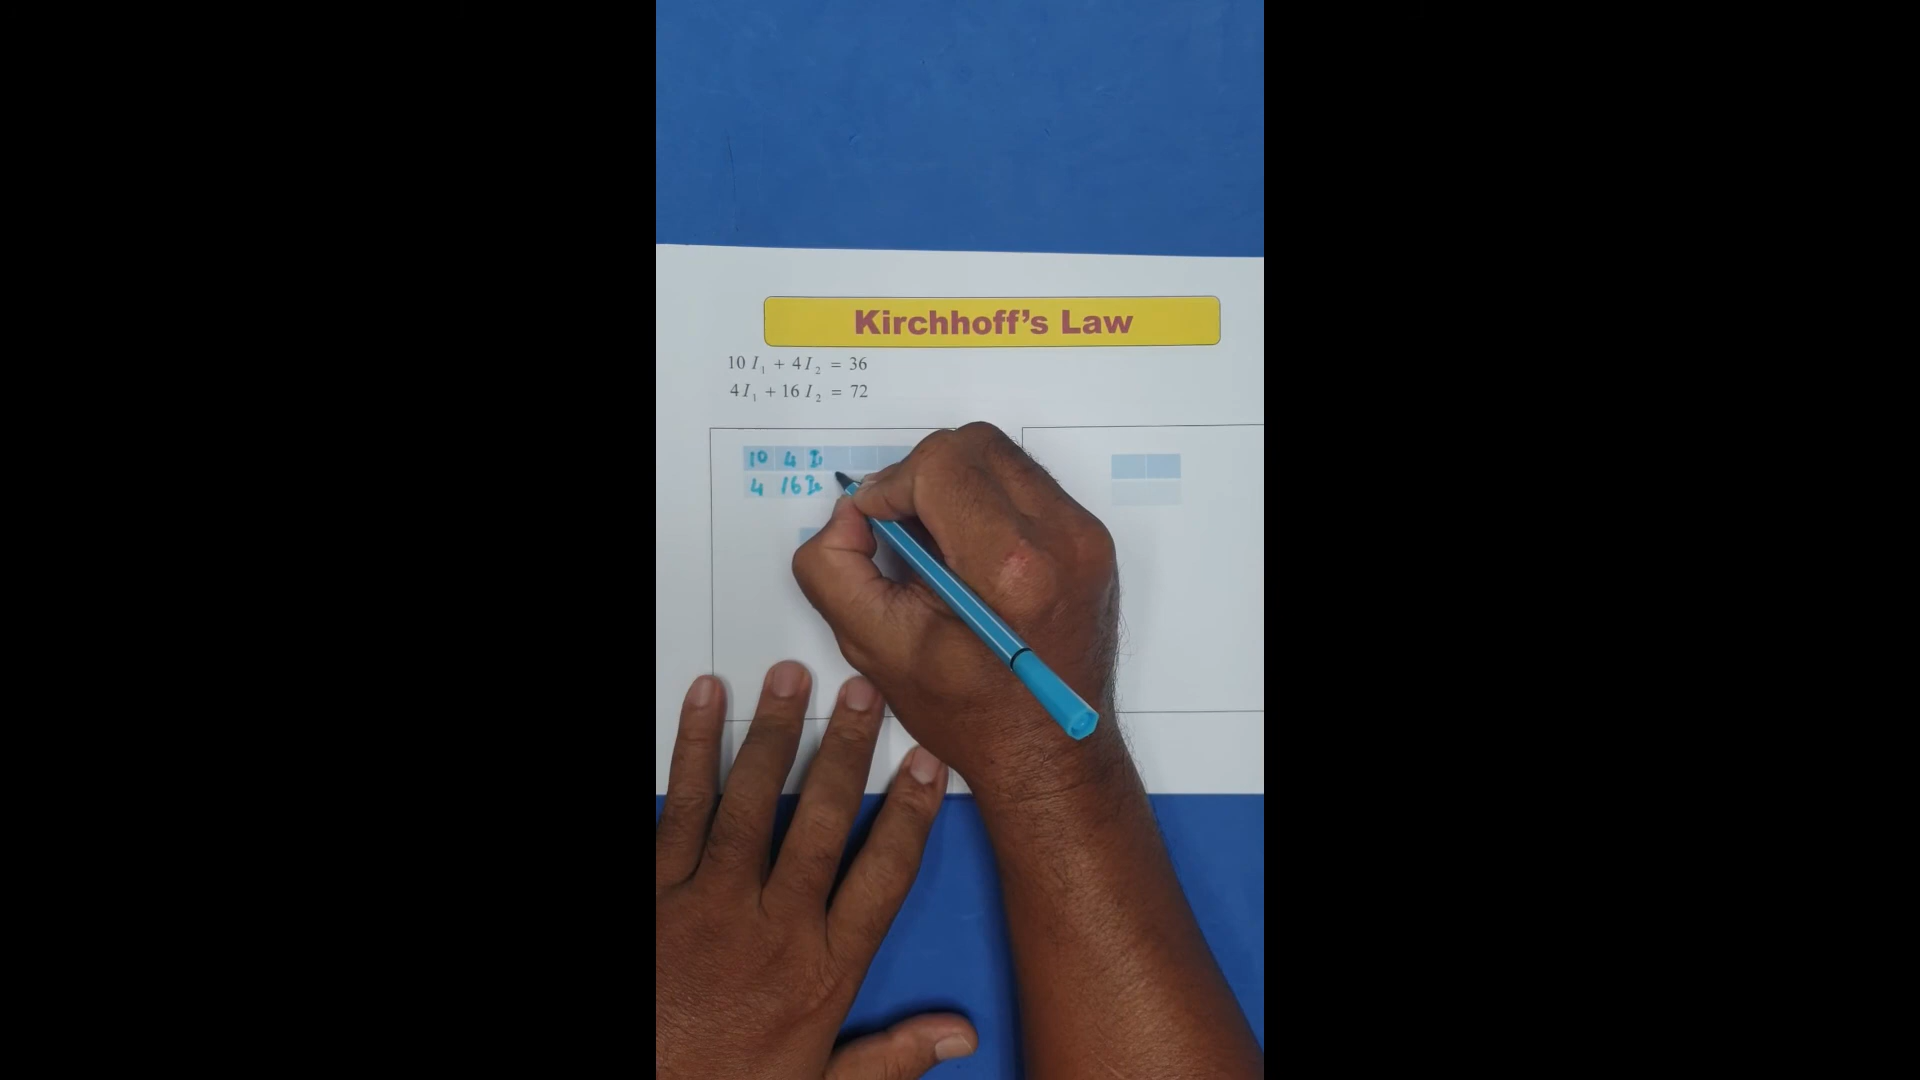 Kirchhoff's Law
10 I₁ + 4 I₂ = 36
4 I₁ + 16 I₂ = 72
10 4 I₁
4 16 I₂